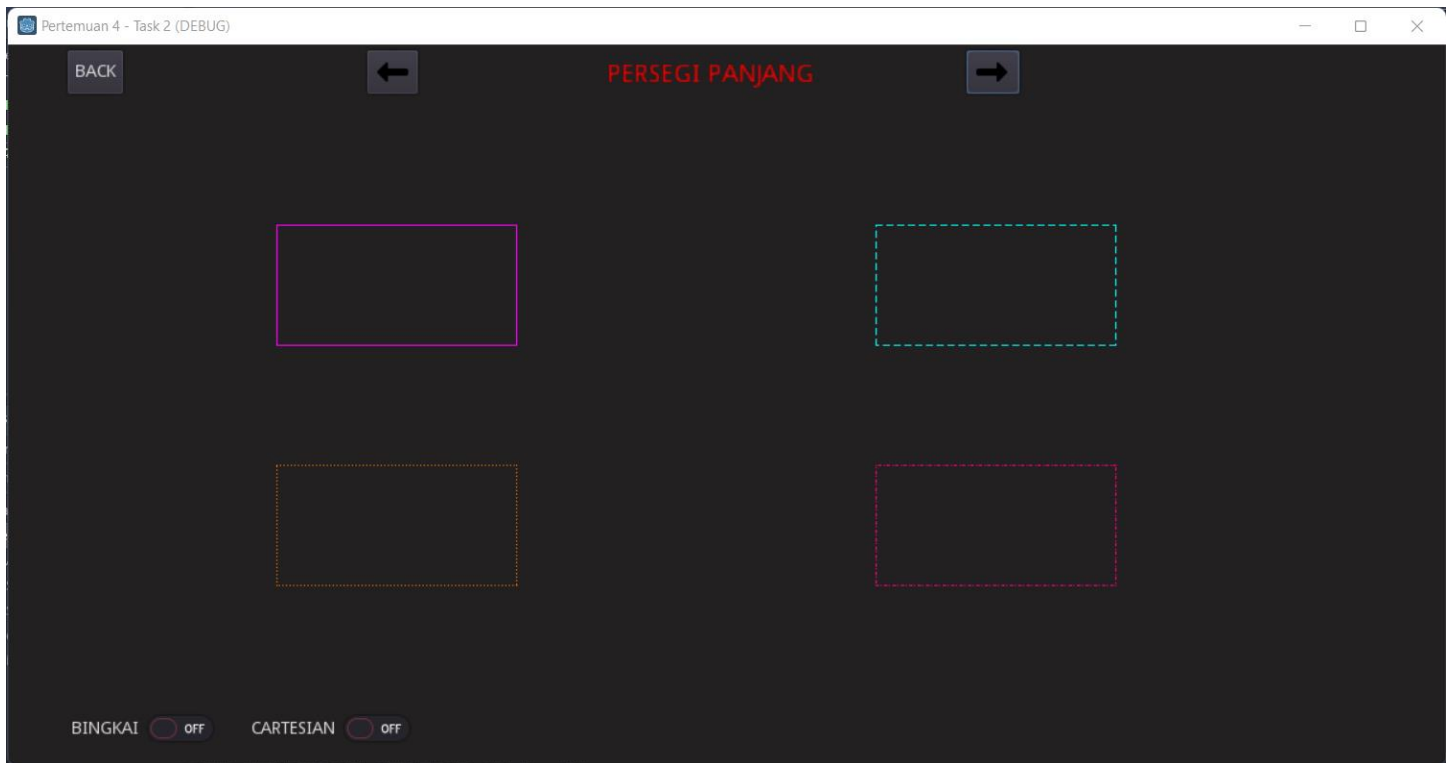 Pertemuan 4 - Task 2 (DEBUG)
BACK
PERSEGI PANJANG
BINGKAI OFF CARTESIAN OFF